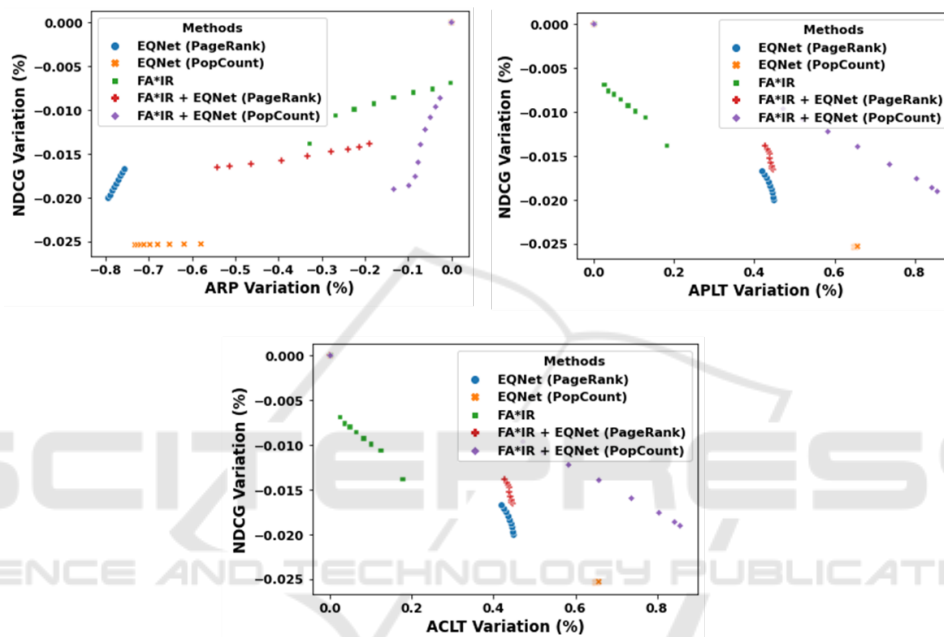 0.000
−0.005
−0.010
−0.015
−0.020
−0.025
NDCG Variation (%)
Methods
EQNet (PageRank)
EQNet (PopCount)
FA*IR
FA*IR + EQNet (PageRank)
FA*IR + EQNet (PopCount)
−0.8 −0.7 −0.6 −0.5 −0.4 −0.3 −0.2 −0.1 0.0
ARP Variation (%)
0.000
−0.005
−0.010
−0.015
−0.020
−0.025
NDCG Variation (%)
Methods
EQNet (PageRank)
EQNet (PopCount)
FA*IR
FA*IR + EQNet (PageRank)
FA*IR + EQNet (PopCount)
0.0 0.2 0.4 0.6 0.8
APLT Variation (%)
0.000
−0.005
−0.010
−0.015
−0.020
−0.025
NDCG Variation (%)
Methods
EQNet (PageRank)
EQNet (PopCount)
FA*IR
FA*IR + EQNet (PageRank)
FA*IR + EQNet (PopCount)
0.0 0.2 0.4 0.6 0.8
ACLT Variation (%)
SCITEPRESS
ENCE AND TECHNOLOGY PUBLICAT